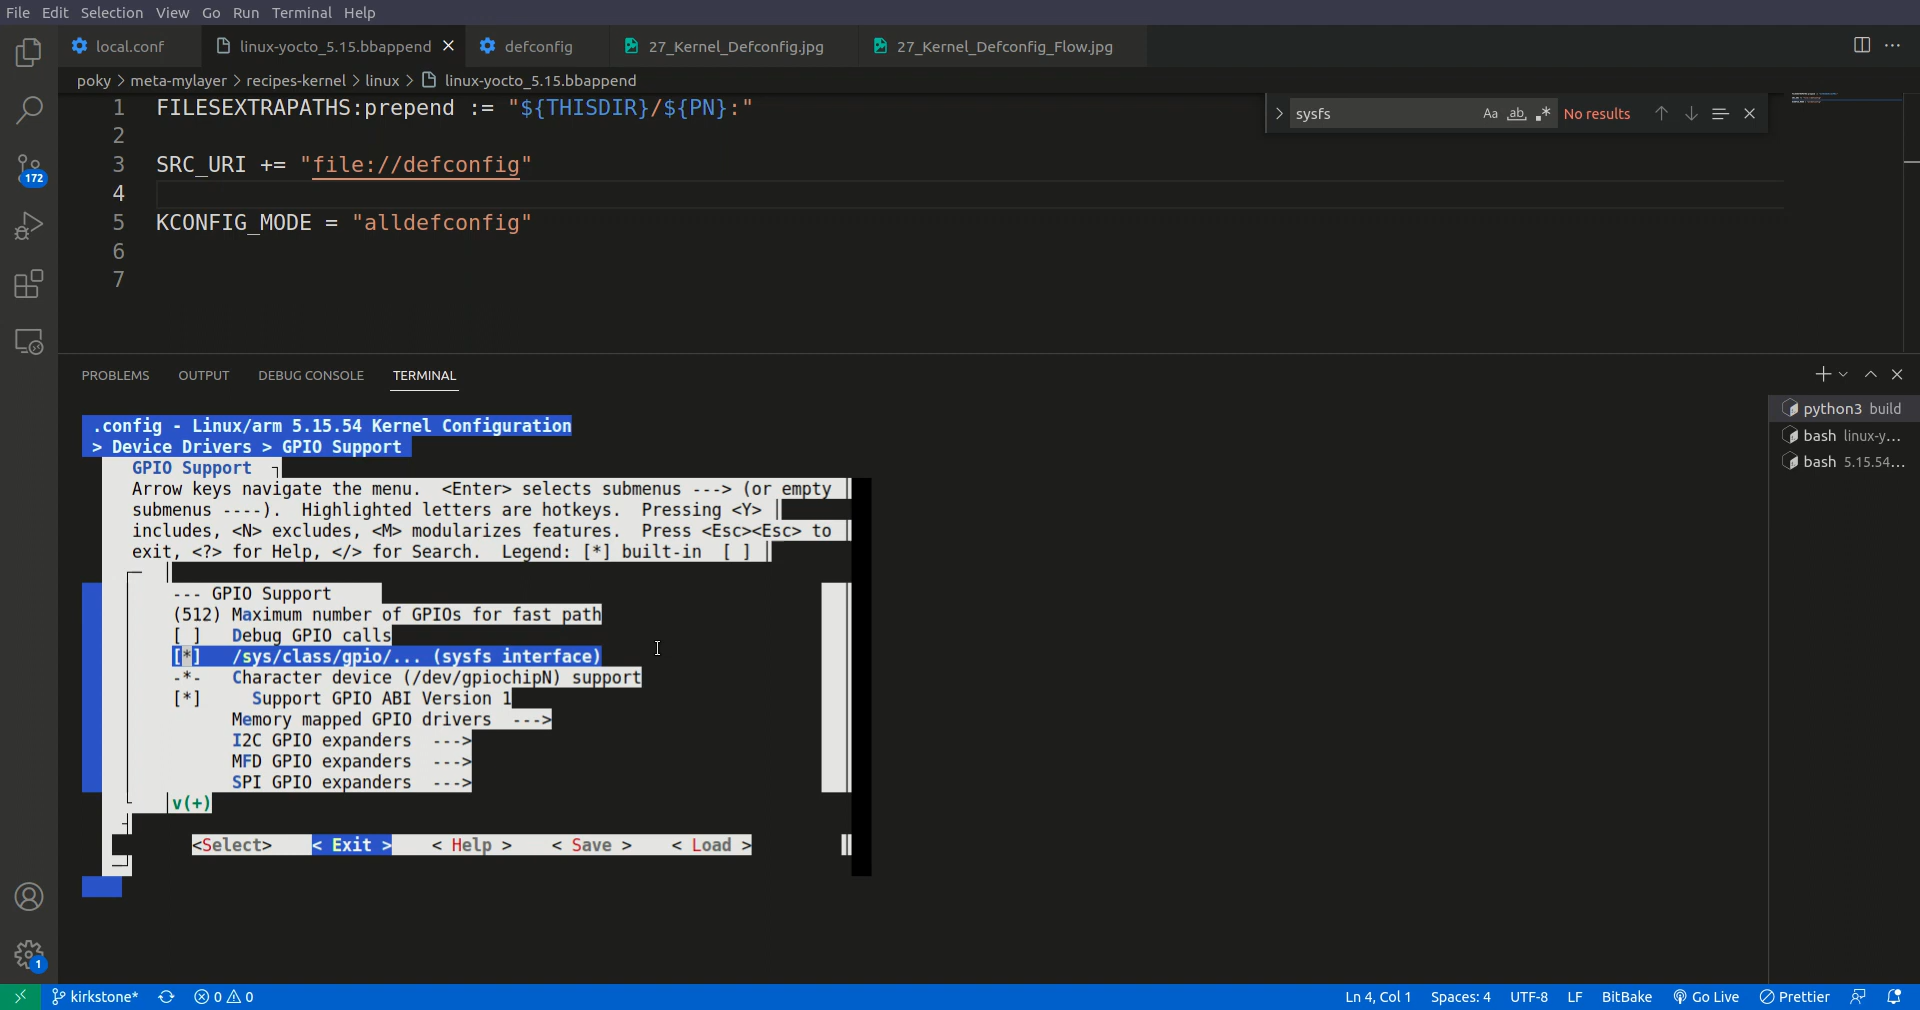 File Edit Selection View Go Run Terminal Help
local.conf linux-yocto_5.15.bbappend defconfig 27_Kernel_Defconfig.jpg 27_Kernel_Defconfig_Flow.jpg
poky > meta-mylayer > recipes-kernel > linux > linux-yocto_5.15.bbappend
1 FILESEXTRAPATHS:prepend := "${THISDIR}/${PN}:"
sysfs Aa ab .* No results
2
3 SRC_URI += "file://defconfig"
4
5 KCONFIG_MODE = "alldefconfig"
6
7
172
PROBLEMS OUTPUT DEBUG CONSOLE TERMINAL
python3 build
bash linux-y...
bash 5.15.54...
.config - Linux/arm 5.15.54 Kernel Configuration
> Device Drivers > GPIO Support
GPIO Support
Arrow keys navigate the menu.  <Enter> selects submenus ---> (or empty
submenus ----).  Highlighted letters are hotkeys.  Pressing <Y>
includes, <N> excludes, <M> modularizes features.  Press <Esc><Esc> to
exit, <?> for Help, </> for Search.  Legend: [*] built-in  [ ]
--- GPIO Support
(512) Maximum number of GPIOs for fast path
[ ]   Debug GPIO calls
[*]   /sys/class/gpio/... (sysfs interface)
-*-   Character device (/dev/gpiochipN) support
[*]     Support GPIO ABI Version 1
Memory mapped GPIO drivers  --->
I2C GPIO expanders  --->
MFD GPIO expanders  --->
SPI GPIO expanders  --->
v(+)
<Select>    < Exit >    < Help >    < Save >    < Load >
1
kirkstone* 0 0 Ln 4, Col 1 Spaces: 4 UTF-8 LF BitBake Go Live Prettier